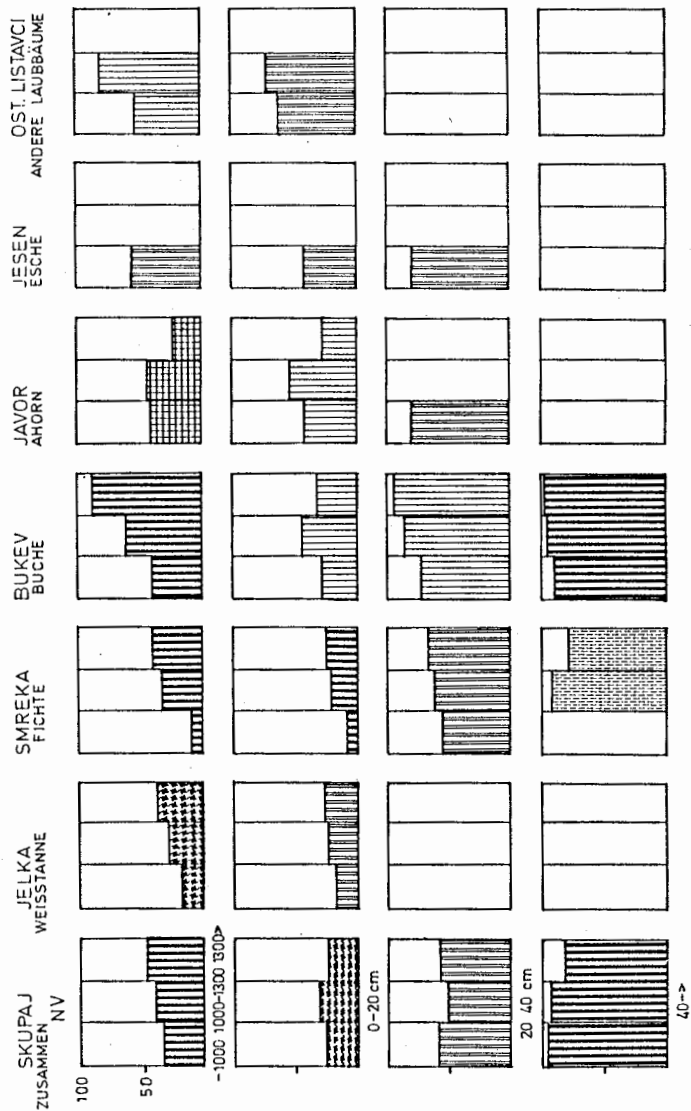 SKUPAJ
ZUSAMMEN
NV
JELKA
WEISSTANNE
SMREKA
FICHTE
BUKEV
BUCHE
JAVOR
AHORN
JESEN
ESCHE
OST. LISTAVCI
ANDERE LAUBBÄUME
100
50
-1000 1000-1300 1300>
0-20 cm
20 40 cm
40->